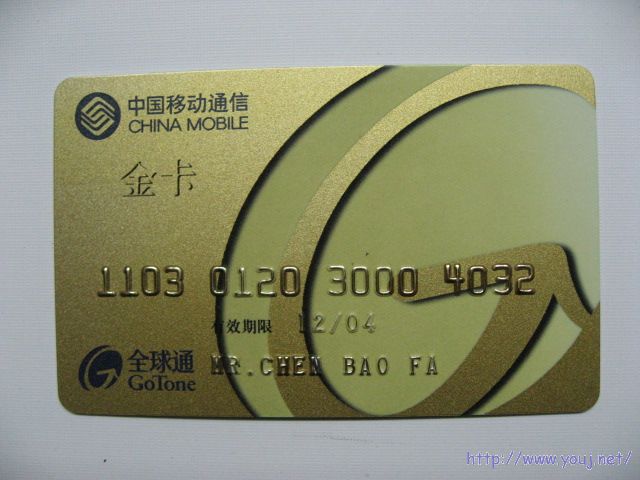 中国移动通信
CHINA MOBILE
金卡
1103 0120 3000 4032
有效期限 12/04
全球通
GoTone
MR.CHEN BAO FA
http://www.youj.net/